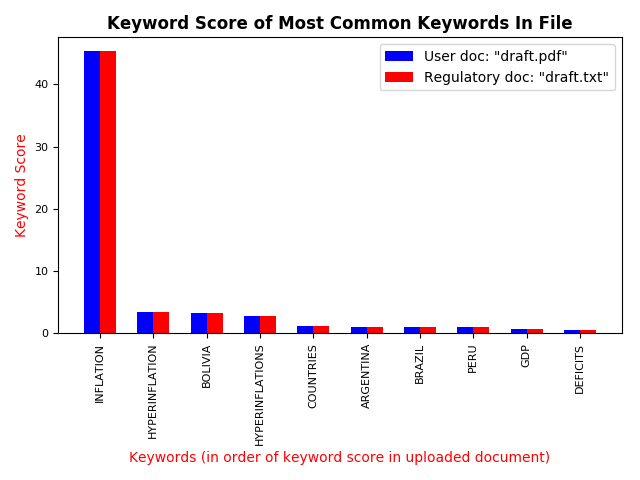 Keyword Score of Most Common Keywords In File
User doc: "draft.pdf"
Regulatory doc: "draft.txt"
Keyword Score
40
30
20
10
0
INFLATION
HYPERINFLATION
BOLIVIA
HYPERINFLATIONS
COUNTRIES
ARGENTINA
BRAZIL
PERU
GDP
DEFICITS
Keywords (in order of keyword score in uploaded document)